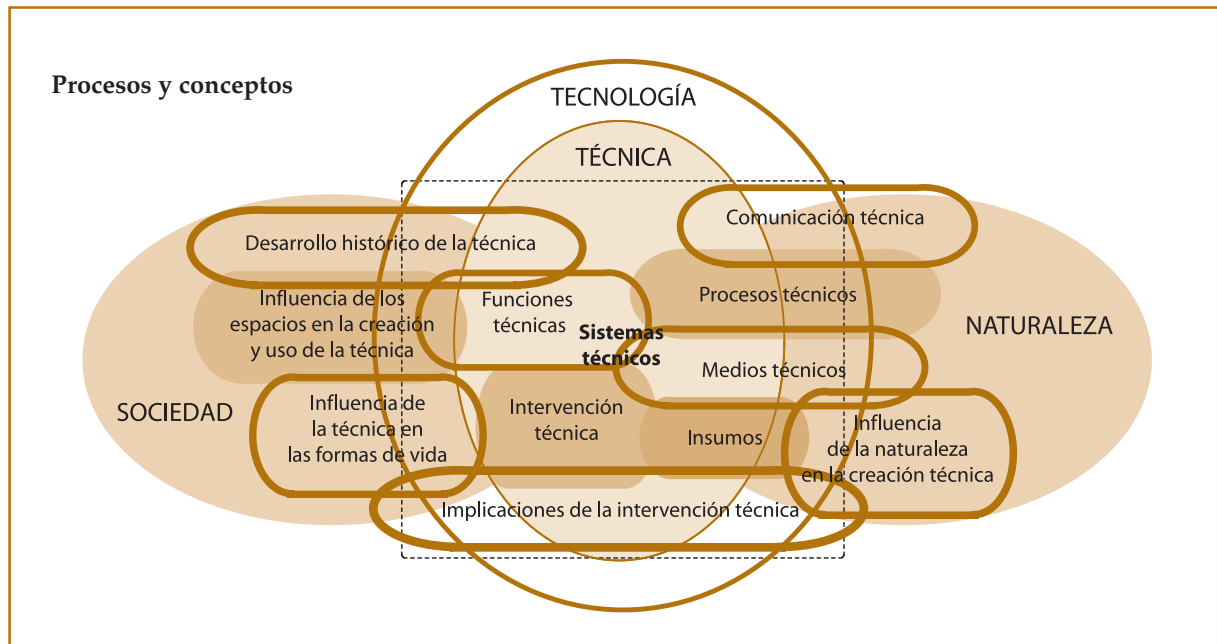 Procesos y conceptos
TECNOLOGÍA
TÉCNICA
Comunicación técnica
Desarrollo histórico de la técnica
Procesos técnicos
Influencia de los
espacios en la creación
y uso de la técnica
Funciones
técnicas
Sistemas
técnicos
NATURALEZA
Medios técnicos
SOCIEDAD
Influencia de
la técnica en
las formas de vida
Intervención
técnica
Insumos
Influencia
de la naturaleza
en la creación técnica
Implicaciones de la intervención técnica